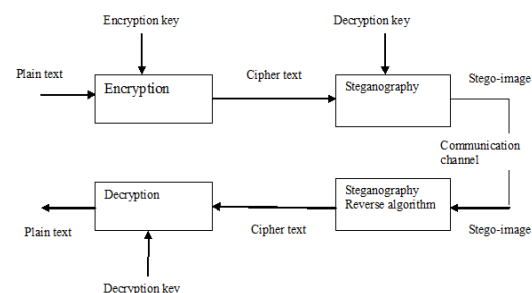 Encryption key
Decryption key
Plain text
Encryption
Cipher text
Steganography
Stego-image
Communication
channel
Decryption
Steganography
Reverse algorithm
Plain text
Cipher text
Stego-image
Decryption key